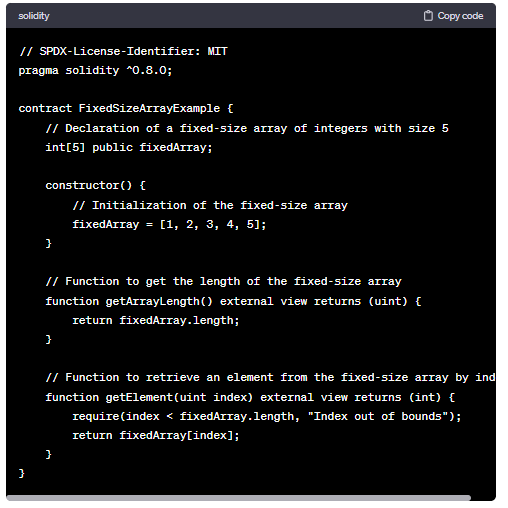 solidity
Copy code
// SPDX-License-Identifier: MIT
pragma solidity ^0.8.0;
contract FixedSizeArrayExample {
// Declaration of a fixed-size array of integers with size 5
int[5] public fixedArray;
constructor() {
// Initialization of the fixed-size array
fixedArray = [1, 2, 3, 4, 5];
}
// Function to get the length of the fixed-size array
function getArrayLength() external view returns (uint) {
return fixedArray.length;
}
// Function to retrieve an element from the fixed-size array by ind
function getElement(uint index) external view returns (int) {
require(index < fixedArray.length, "Index out of bounds");
return fixedArray[index];
}
}